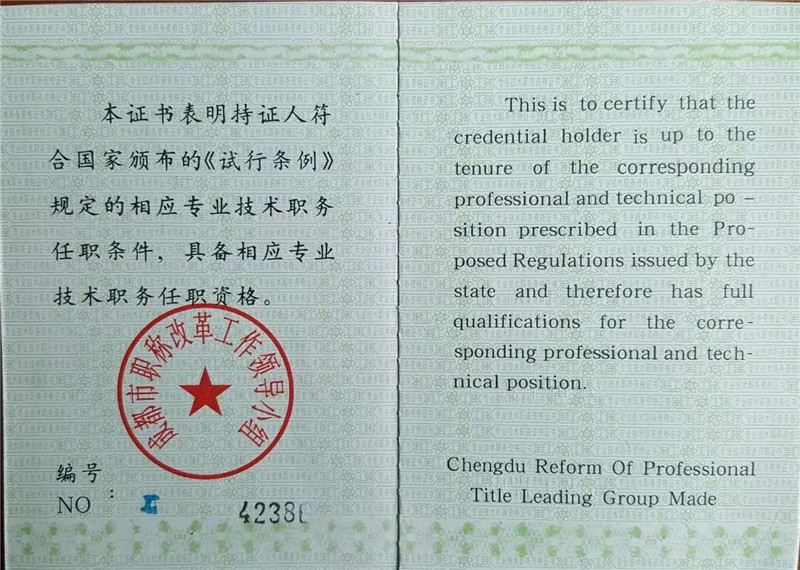 本证书表明持证人符
合国家颁布的《试行条例》
规定的相应专业技术职务
任职条件，具备相应专业
技术职务任职资格。
成都市职称改革工作领导小组
编号
NO：
This is to certify that the
credential holder is up to the
tenure of the corresponding
professional and technical po –
sition prescribed in the Pro-
posed Regulations issued by the
state and therefore has full
qualifications for the corre-
sponding professional and tech-
nical position.
Chengdu Reform Of Professional
Title Leading Group Made